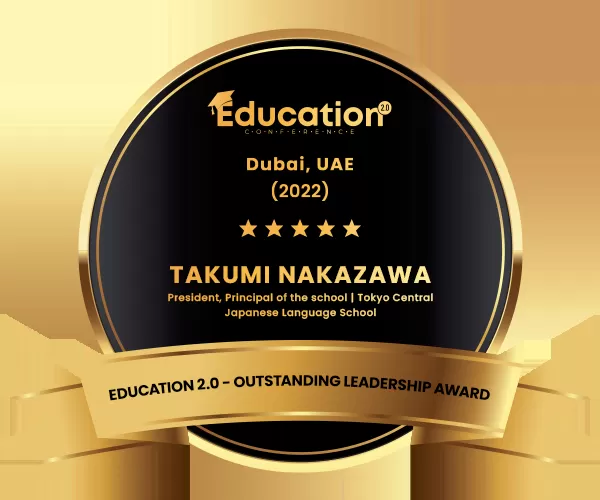 Education 2.0
C·O·N·F·E·R·E·N·C·E
Dubai, UAE
(2022)
TAKUMI NAKAZAWA
President, Principal of the school | Tokyo Central
Japanese Language School
EDUCATION 2.0 - OUTSTANDING LEADERSHIP AWARD